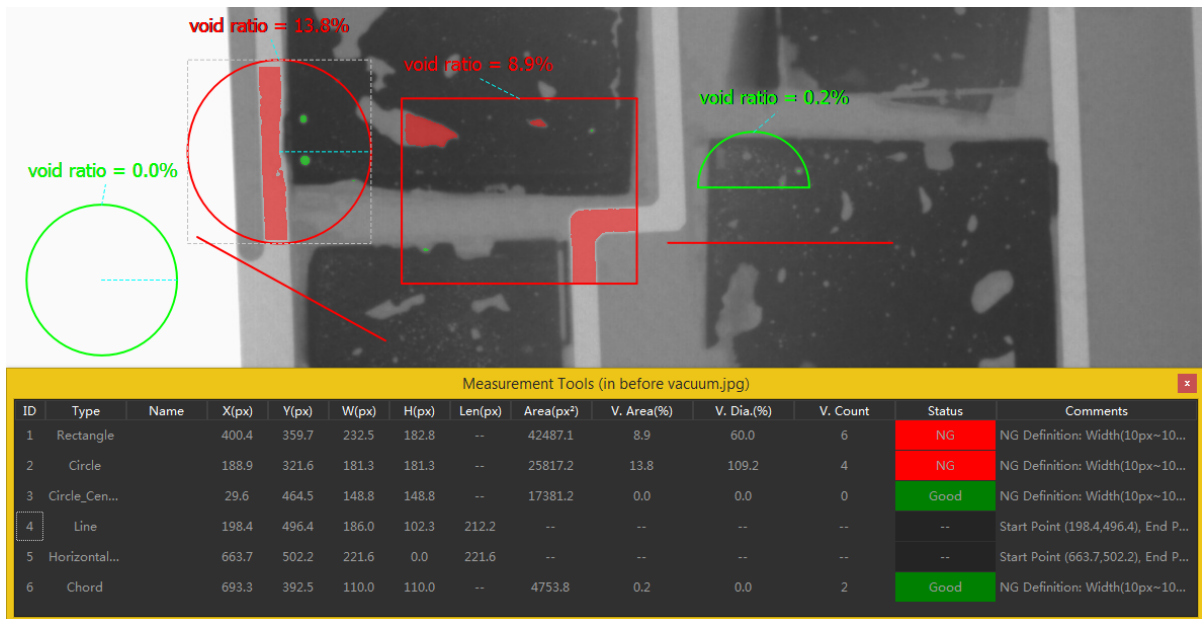 void ratio = 13.8%
void ratio = 8.9%
void ratio = 0.2%
void ratio = 0.0%
Measurement Tools (in before vacuum.jpg)
x
ID Type Name X(px) Y(px) W(px) H(px) Len(px) Area(px²) V. Area(%) V. Dia.(%) V. Count Status Comments
1 Rectangle 400.4 359.7 232.5 182.8 -- 42487.1 8.9 60.0 6 NG NG Definition: Width(10px~10...
2 Circle 188.9 321.6 181.3 181.3 -- 25817.2 13.8 109.2 4 NG NG Definition: Width(10px~10...
3 Circle_Cen... 29.6 464.5 148.8 148.8 -- 17381.2 0.0 0.0 0 Good NG Definition: Width(10px~10...
4 Line 198.4 496.4 186.0 102.3 212.2 -- -- -- -- -- Start Point (198.4,496.4), End P...
5 Horizontal... 663.7 502.2 221.6 0.0 221.6 -- -- -- -- -- Start Point (663.7,502.2), End P...
6 Chord 693.3 392.5 110.0 110.0 -- 4753.8 0.2 0.0 2 Good NG Definition: Width(10px~10...